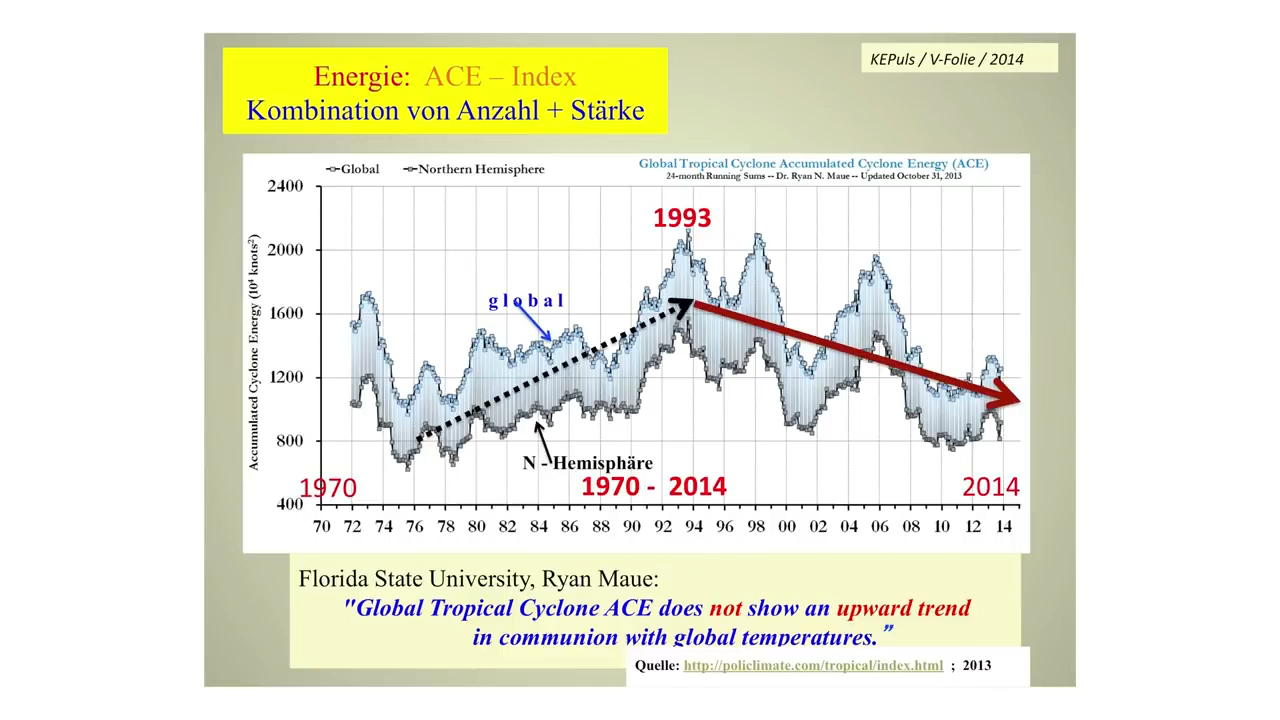 KEPuls / V-Folie / 2014
Energie: ACE – Index
Kombination von Anzahl + Stärke
Global Northern Hemisphere
Global Tropical Cyclone Accumulated Cyclone Energy (ACE)
24-month Running Sums -- Dr. Ryan N. Maue -- Updated October 31, 2013
Accumulated Cyclone Energy (10⁴ knots²)
2400
2000
1600
1200
800
400
1993
global
N - Hemisphäre
1970
1970 - 2014
2014
70 72 74 76 78 80 82 84 86 88 90 92 94 96 98 00 02 04 06 08 10 12 14
Florida State University, Ryan Maue:
"Global Tropical Cyclone ACE does not show an upward trend
in communion with global temperatures.”
Quelle: http://policlimate.com/tropical/index.html ; 2013